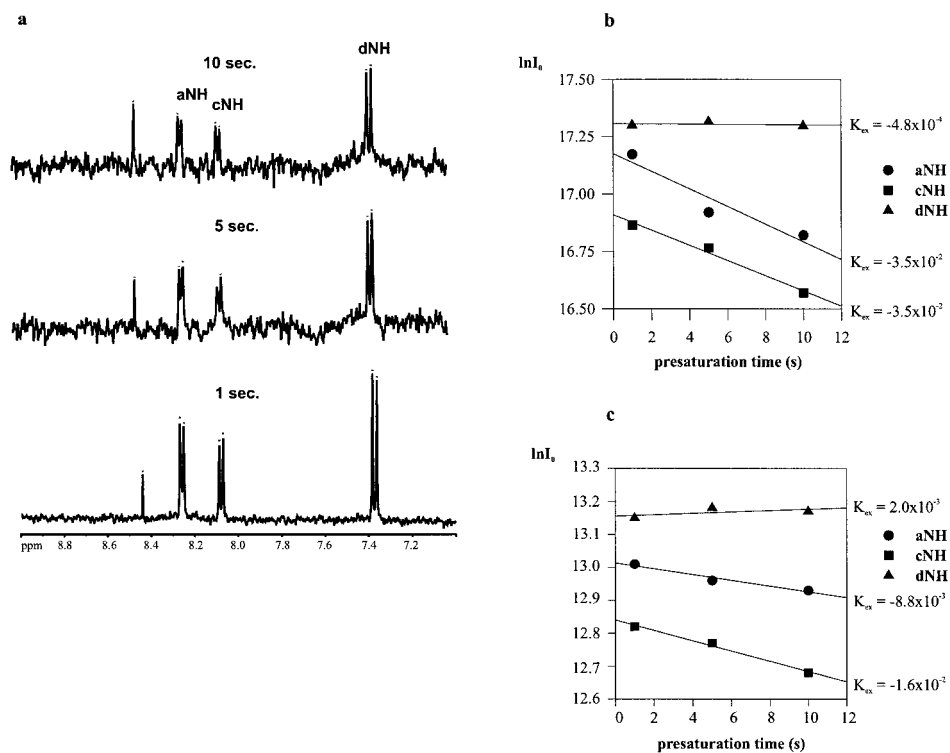 a
10 sec.
dNH
aNH
cNH
5 sec.
1 sec.
ppm 8.8 8.6 8.4 8.2 8.0 7.8 7.6 7.4 7.2
b
lnI₀
17.50
17.25
17.00
16.75
16.50
0 2 4 6 8 10 12
presaturation time (s)
Kₑₓ = -4.8x10⁻⁴
aNH
cNH
dNH
Kₑₓ = -3.5x10⁻²
Kₑₓ = -3.5x10⁻²
c
lnI₀
13.3
13.2
13.1
13.0
12.9
12.8
12.7
12.6
0 2 4 6 8 10 12
presaturation time (s)
Kₑₓ = 2.0x10⁻³
aNH
cNH
dNH
Kₑₓ = -8.8x10⁻³
Kₑₓ = -1.6x10⁻²